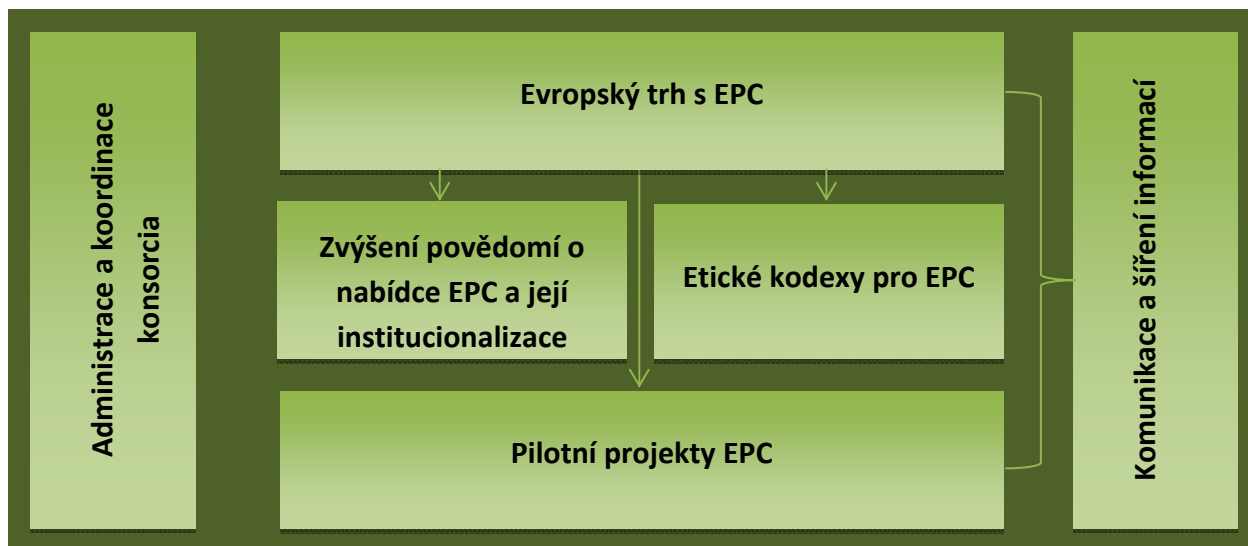 Administrace a koordinace
konsorcia
Evropský trh s EPC
Zvýšení povědomí o
nabídce EPC a její
institucionalizace
Etické kodexy pro EPC
Pilotní projekty EPC
Komunikace a šíření informací